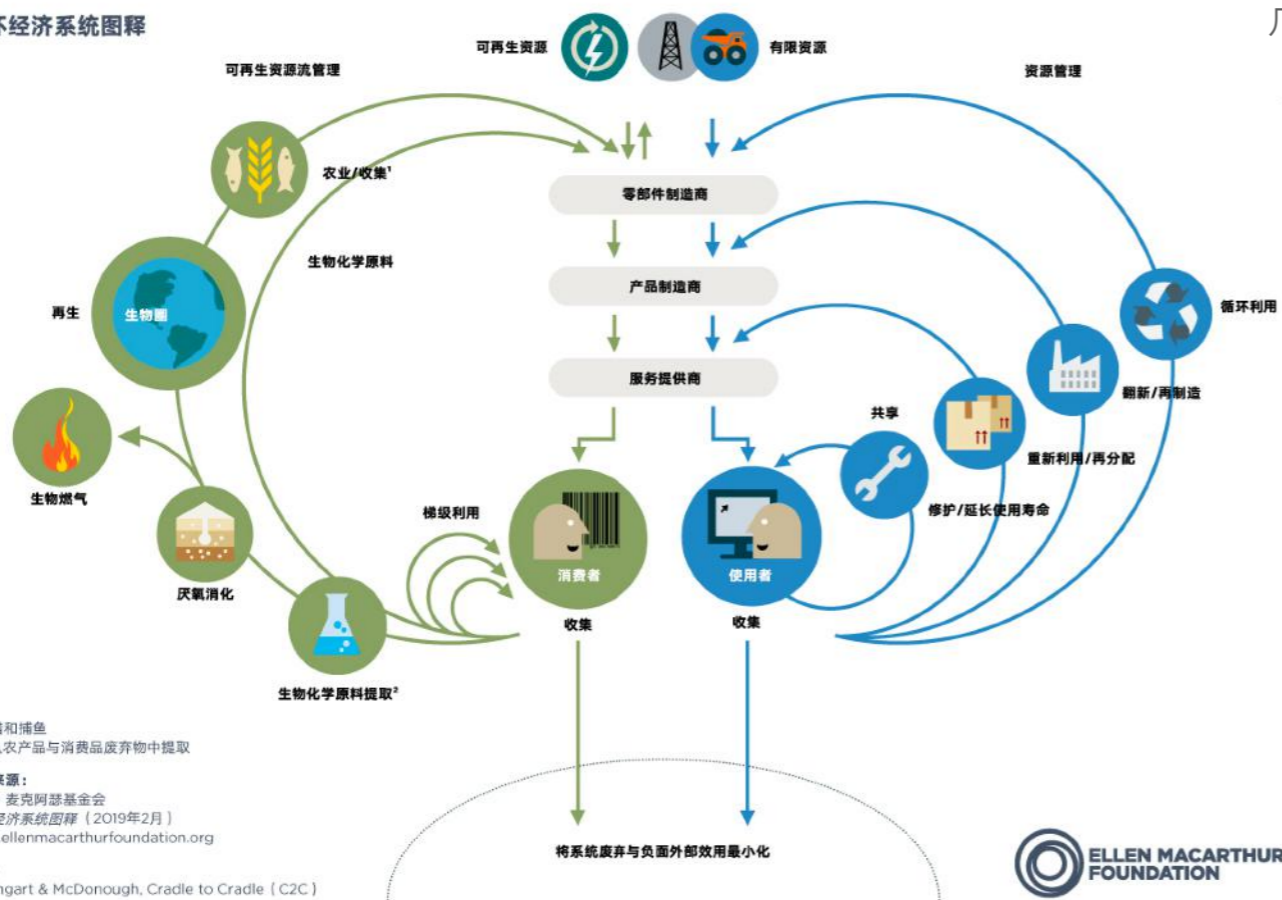 环经济系统图释
可再生资源
有限资源
可再生资源流管理
资源管理
农业/收集¹
零部件制造商
生物化学原料
产品制造商
再生
生物圈
循环利用
服务提供商
翻新/再制造
共享
重新利用/再分配
生物燃气
梯级利用
修护/延长使用寿命
消费者
使用者
厌氧消化
收集
收集
生物化学原料提取²
和捕鱼
农产品与消费品废弃物中提取
来源:
麦克阿瑟基金会
经济系统图释(2019年2月)
ellenmacarthurfoundation.org
将系统废弃与负面外部效用最小化
ngart & McDonough, Cradle to Cradle (C2C)
ELLEN MACARTHUR
FOUNDATION